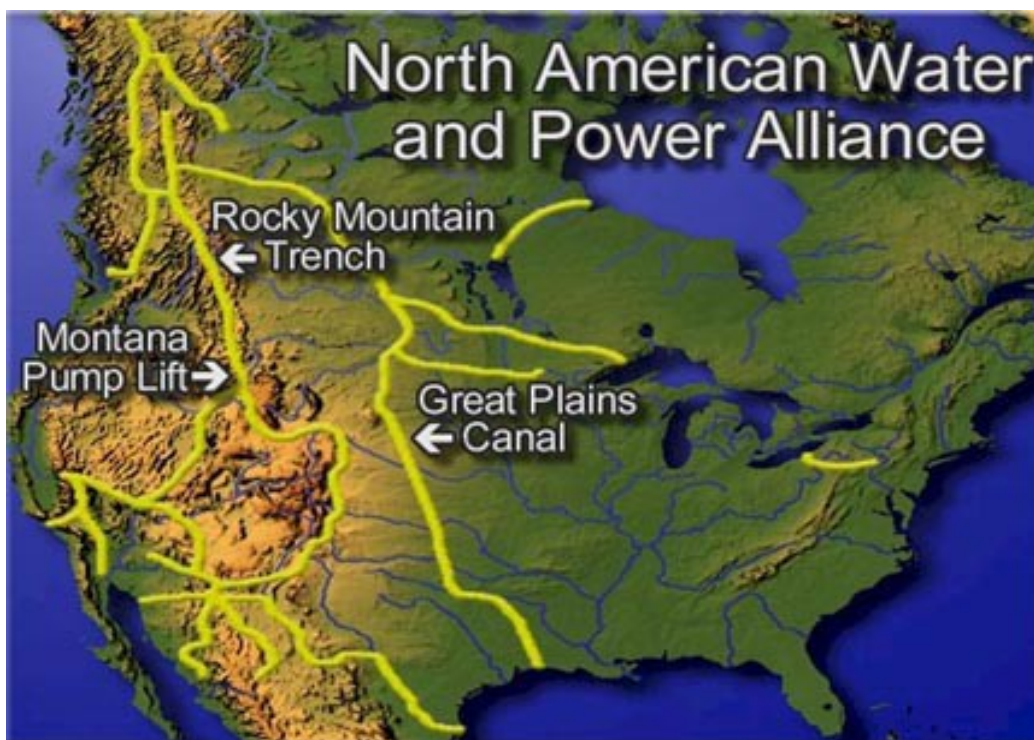 North American Water
and Power Alliance
Rocky Mountain
← Trench
Montana
Pump Lift →
Great Plains
← Canal